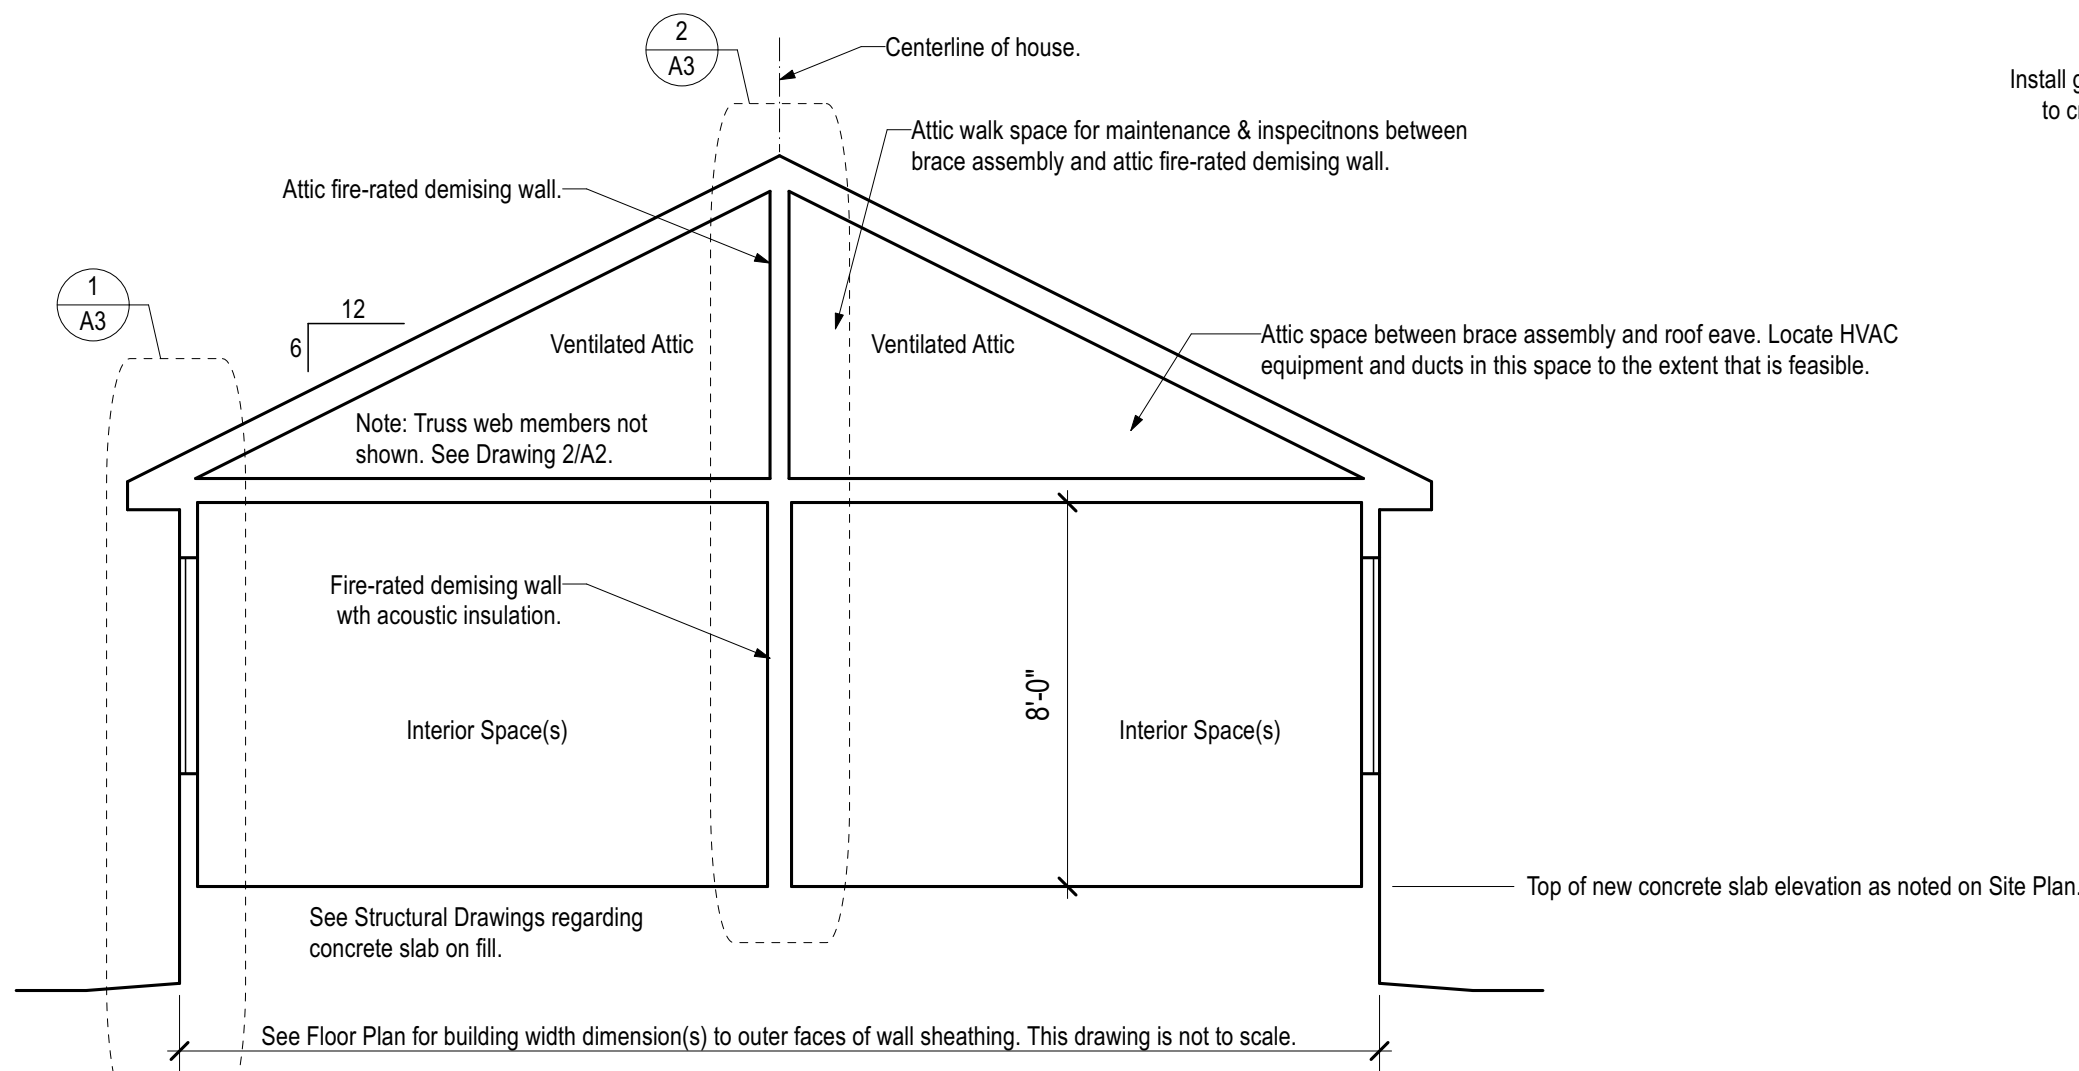 2
A3
Centerline of house.
Install g
to c
Attic walk space for maintenance & inspecitnons between
brace assembly and attic fire-rated demising wall.
Attic fire-rated demising wall.
1
A3
12
6
Ventilated Attic
Ventilated Attic
Attic space between brace assembly and roof eave. Locate HVAC
equipment and ducts in this space to the extent that is feasible.
Note: Truss web members not
shown. See Drawing 2/A2.
Fire-rated demising wall
wth acoustic insulation.
8'-0"
Interior Space(s)
Interior Space(s)
Top of new concrete slab elevation as noted on Site Plan.
See Structural Drawings regarding
concrete slab on fill.
See Floor Plan for building width dimension(s) to outer faces of wall sheathing. This drawing is not to scale.